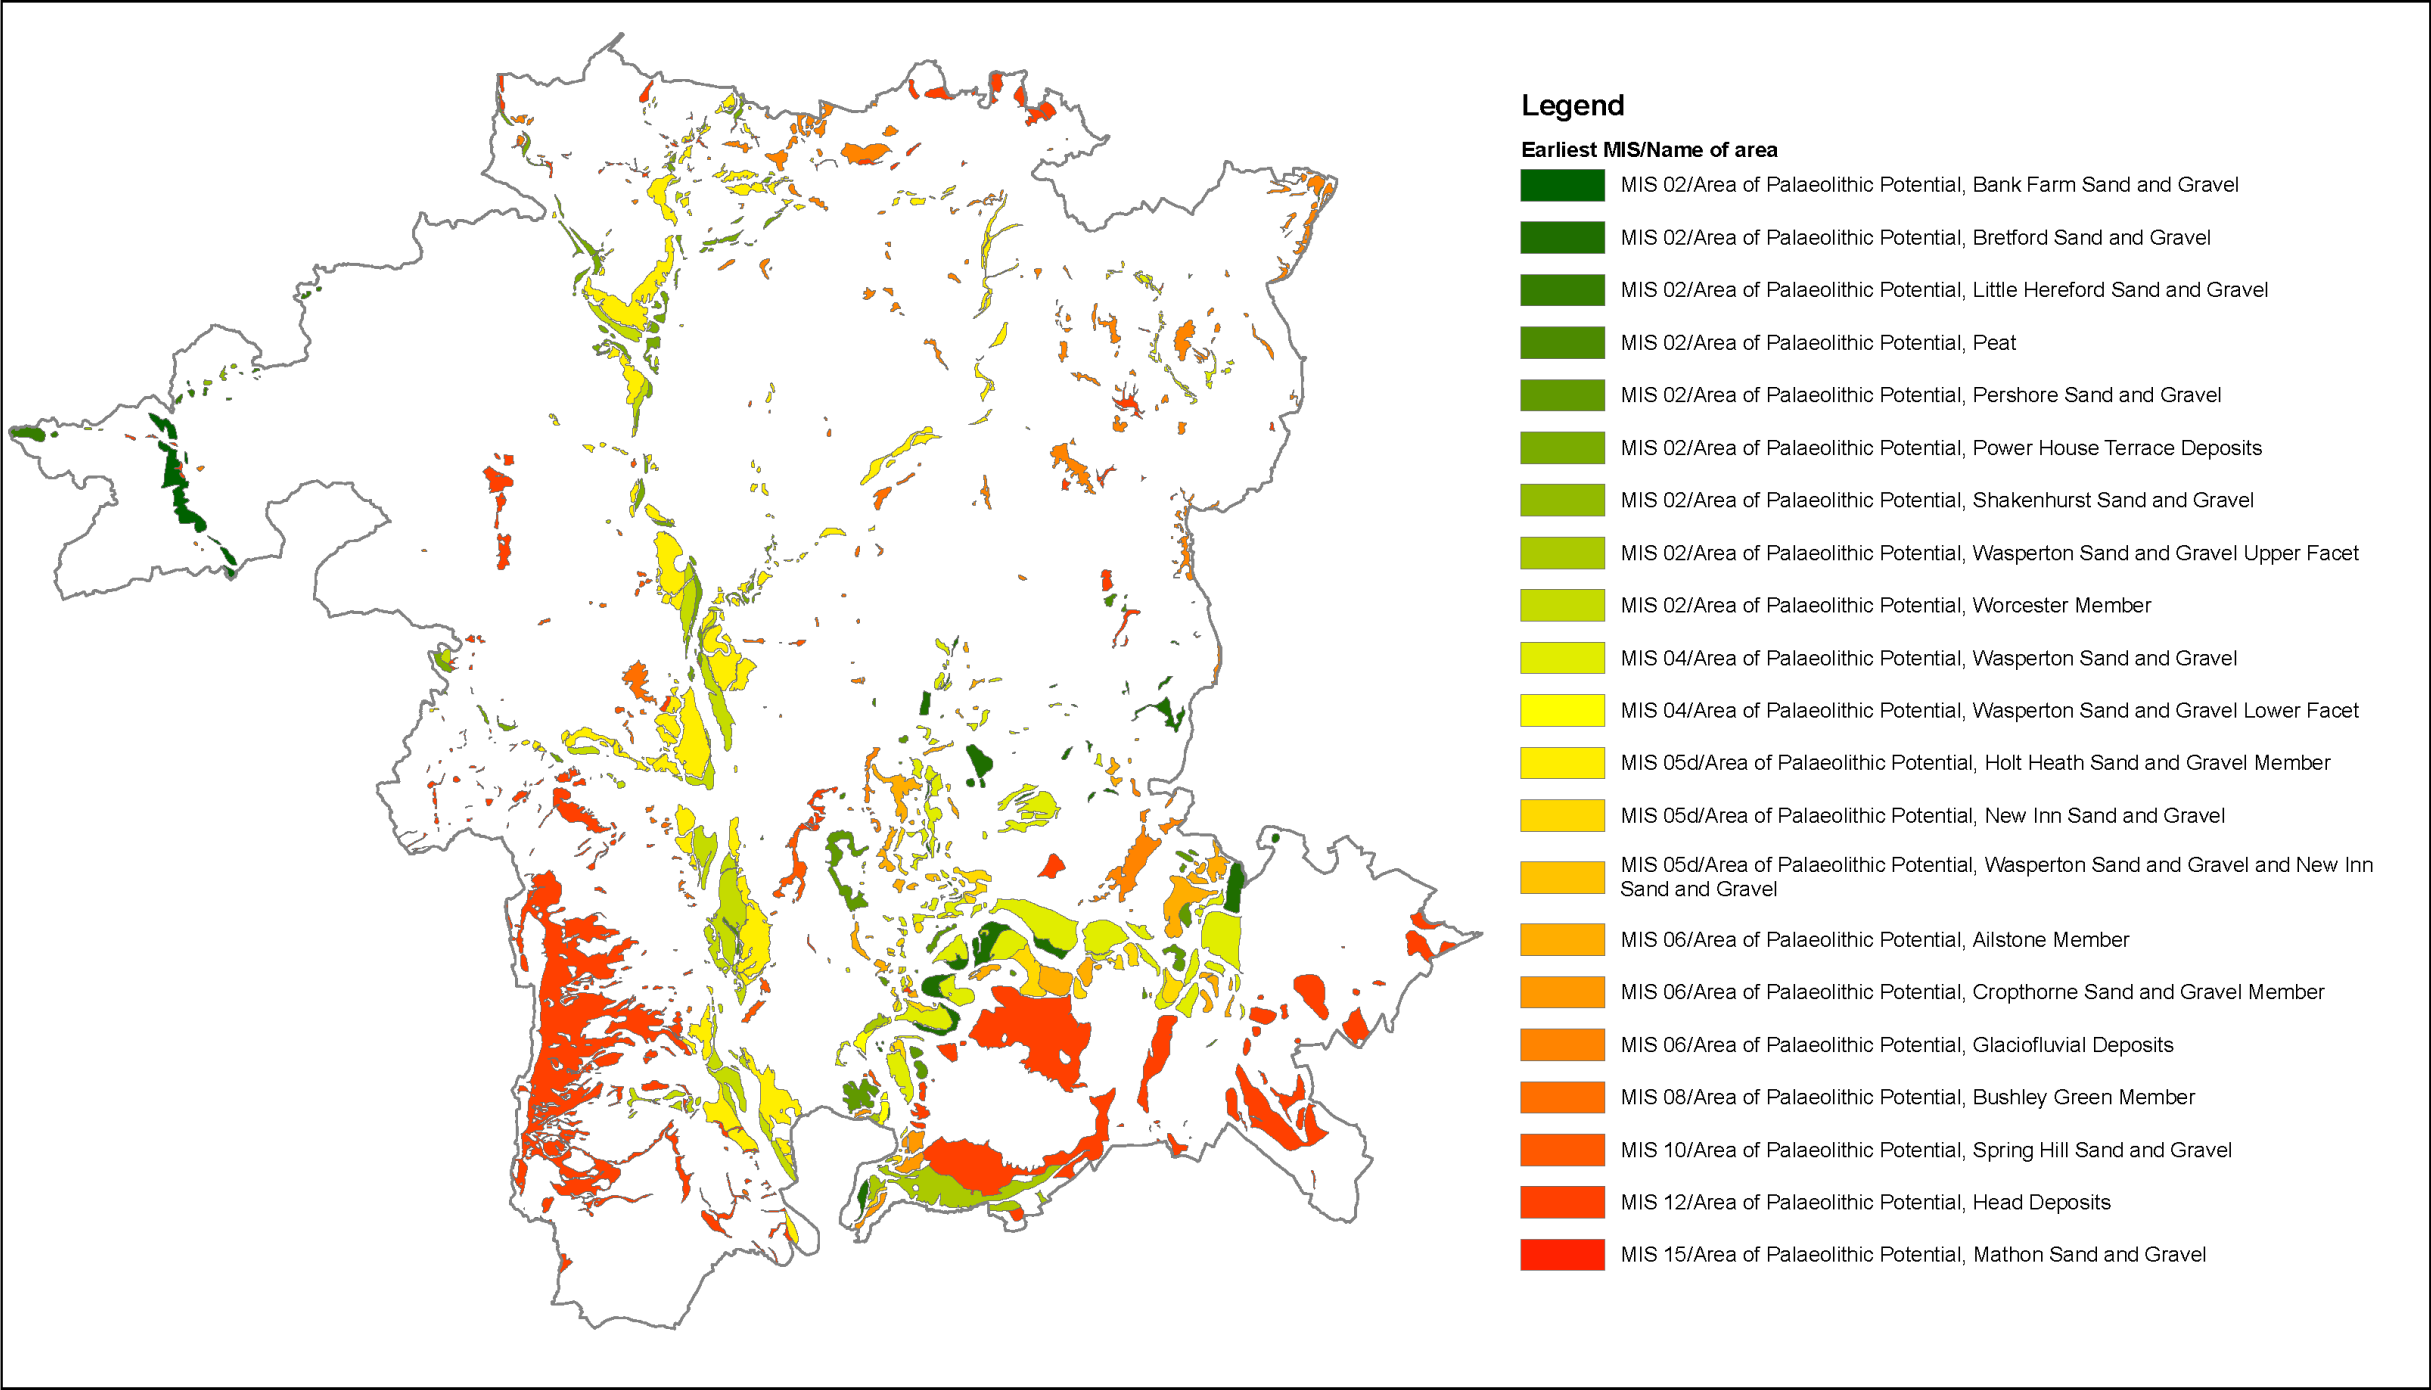 Legend
Earliest MIS/Name of area
MIS 02/Area of Palaeolithic Potential, Bank Farm Sand and Gravel
MIS 02/Area of Palaeolithic Potential, Bretford Sand and Gravel
MIS 02/Area of Palaeolithic Potential, Little Hereford Sand and Gravel
MIS 02/Area of Palaeolithic Potential, Peat
MIS 02/Area of Palaeolithic Potential, Pershore Sand and Gravel
MIS 02/Area of Palaeolithic Potential, Power House Terrace Deposits
MIS 02/Area of Palaeolithic Potential, Shakenhurst Sand and Gravel
MIS 02/Area of Palaeolithic Potential, Wasperton Sand and Gravel Upper Facet
MIS 02/Area of Palaeolithic Potential, Worcester Member
MIS 04/Area of Palaeolithic Potential, Wasperton Sand and Gravel
MIS 04/Area of Palaeolithic Potential, Wasperton Sand and Gravel Lower Facet
MIS 05d/Area of Palaeolithic Potential, Holt Heath Sand and Gravel Member
MIS 05d/Area of Palaeolithic Potential, New Inn Sand and Gravel
MIS 05d/Area of Palaeolithic Potential, Wasperton Sand and Gravel and New Inn
Sand and Gravel
MIS 06/Area of Palaeolithic Potential, Ailstone Member
MIS 06/Area of Palaeolithic Potential, Cropthorne Sand and Gravel Member
MIS 06/Area of Palaeolithic Potential, Glaciofluvial Deposits
MIS 08/Area of Palaeolithic Potential, Bushley Green Member
MIS 10/Area of Palaeolithic Potential, Spring Hill Sand and Gravel
MIS 12/Area of Palaeolithic Potential, Head Deposits
MIS 15/Area of Palaeolithic Potential, Mathon Sand and Gravel